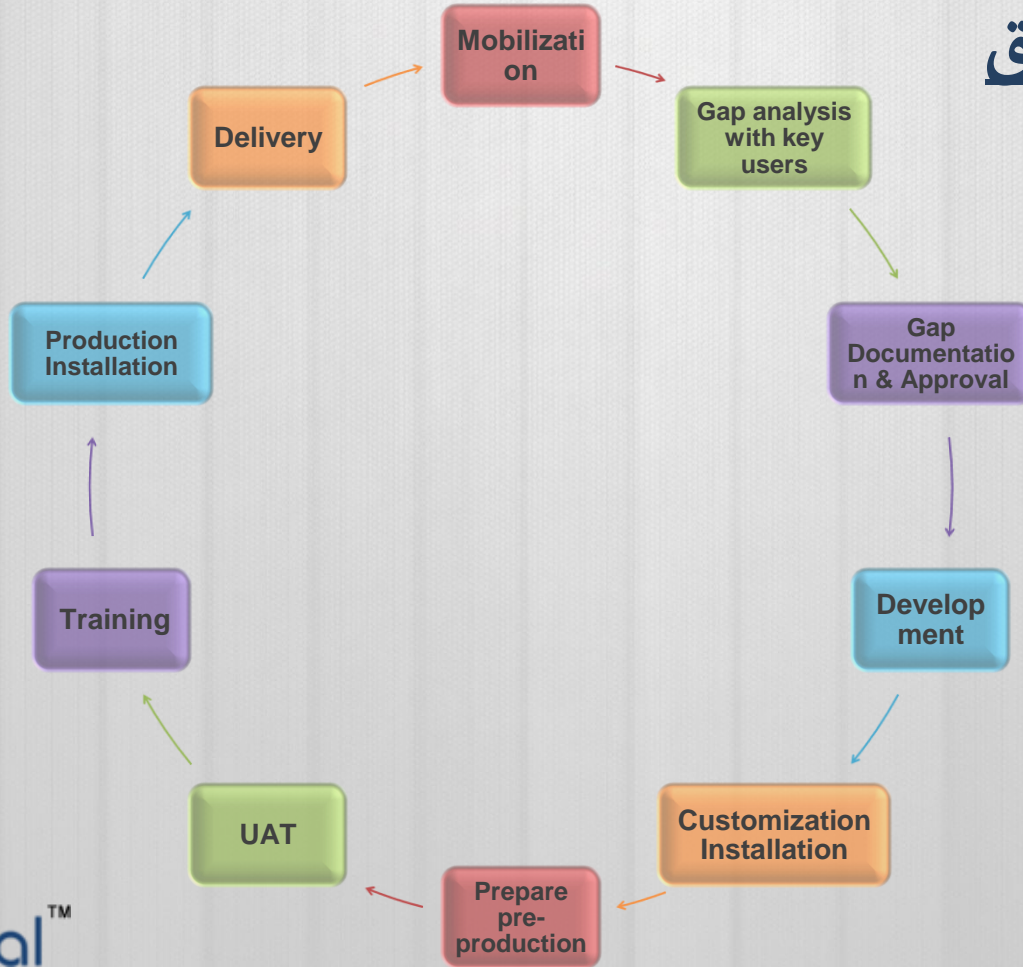 Mobilizati
on
Gap analysis
with key
users
Gap
Documentatio
n & Approval
Develop
ment
Customization
Installation
Prepare
pre-
production
UAT
Training
Production
Installation
Delivery
al™